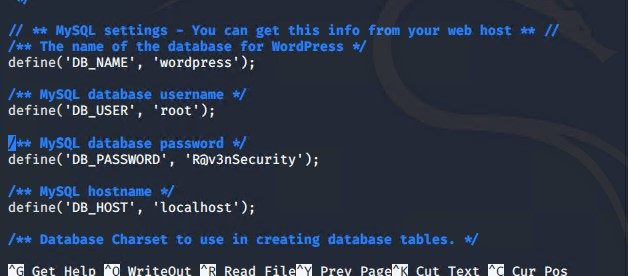 */
// ** MySQL settings - You can get this info from your web host ** //
/** The name of the database for WordPress */
define('DB_NAME', 'wordpress');
/** MySQL database username */
define('DB_USER', 'root');
/** MySQL database password */
define('DB_PASSWORD', 'R@v3nSecurity');
/** MySQL hostname */
define('DB_HOST', 'localhost');
/** Database Charset to use in creating database tables. */
^G Get Help ^O WriteOut ^R Read File^Y Prev Page^K Cut Text ^C Cur Pos